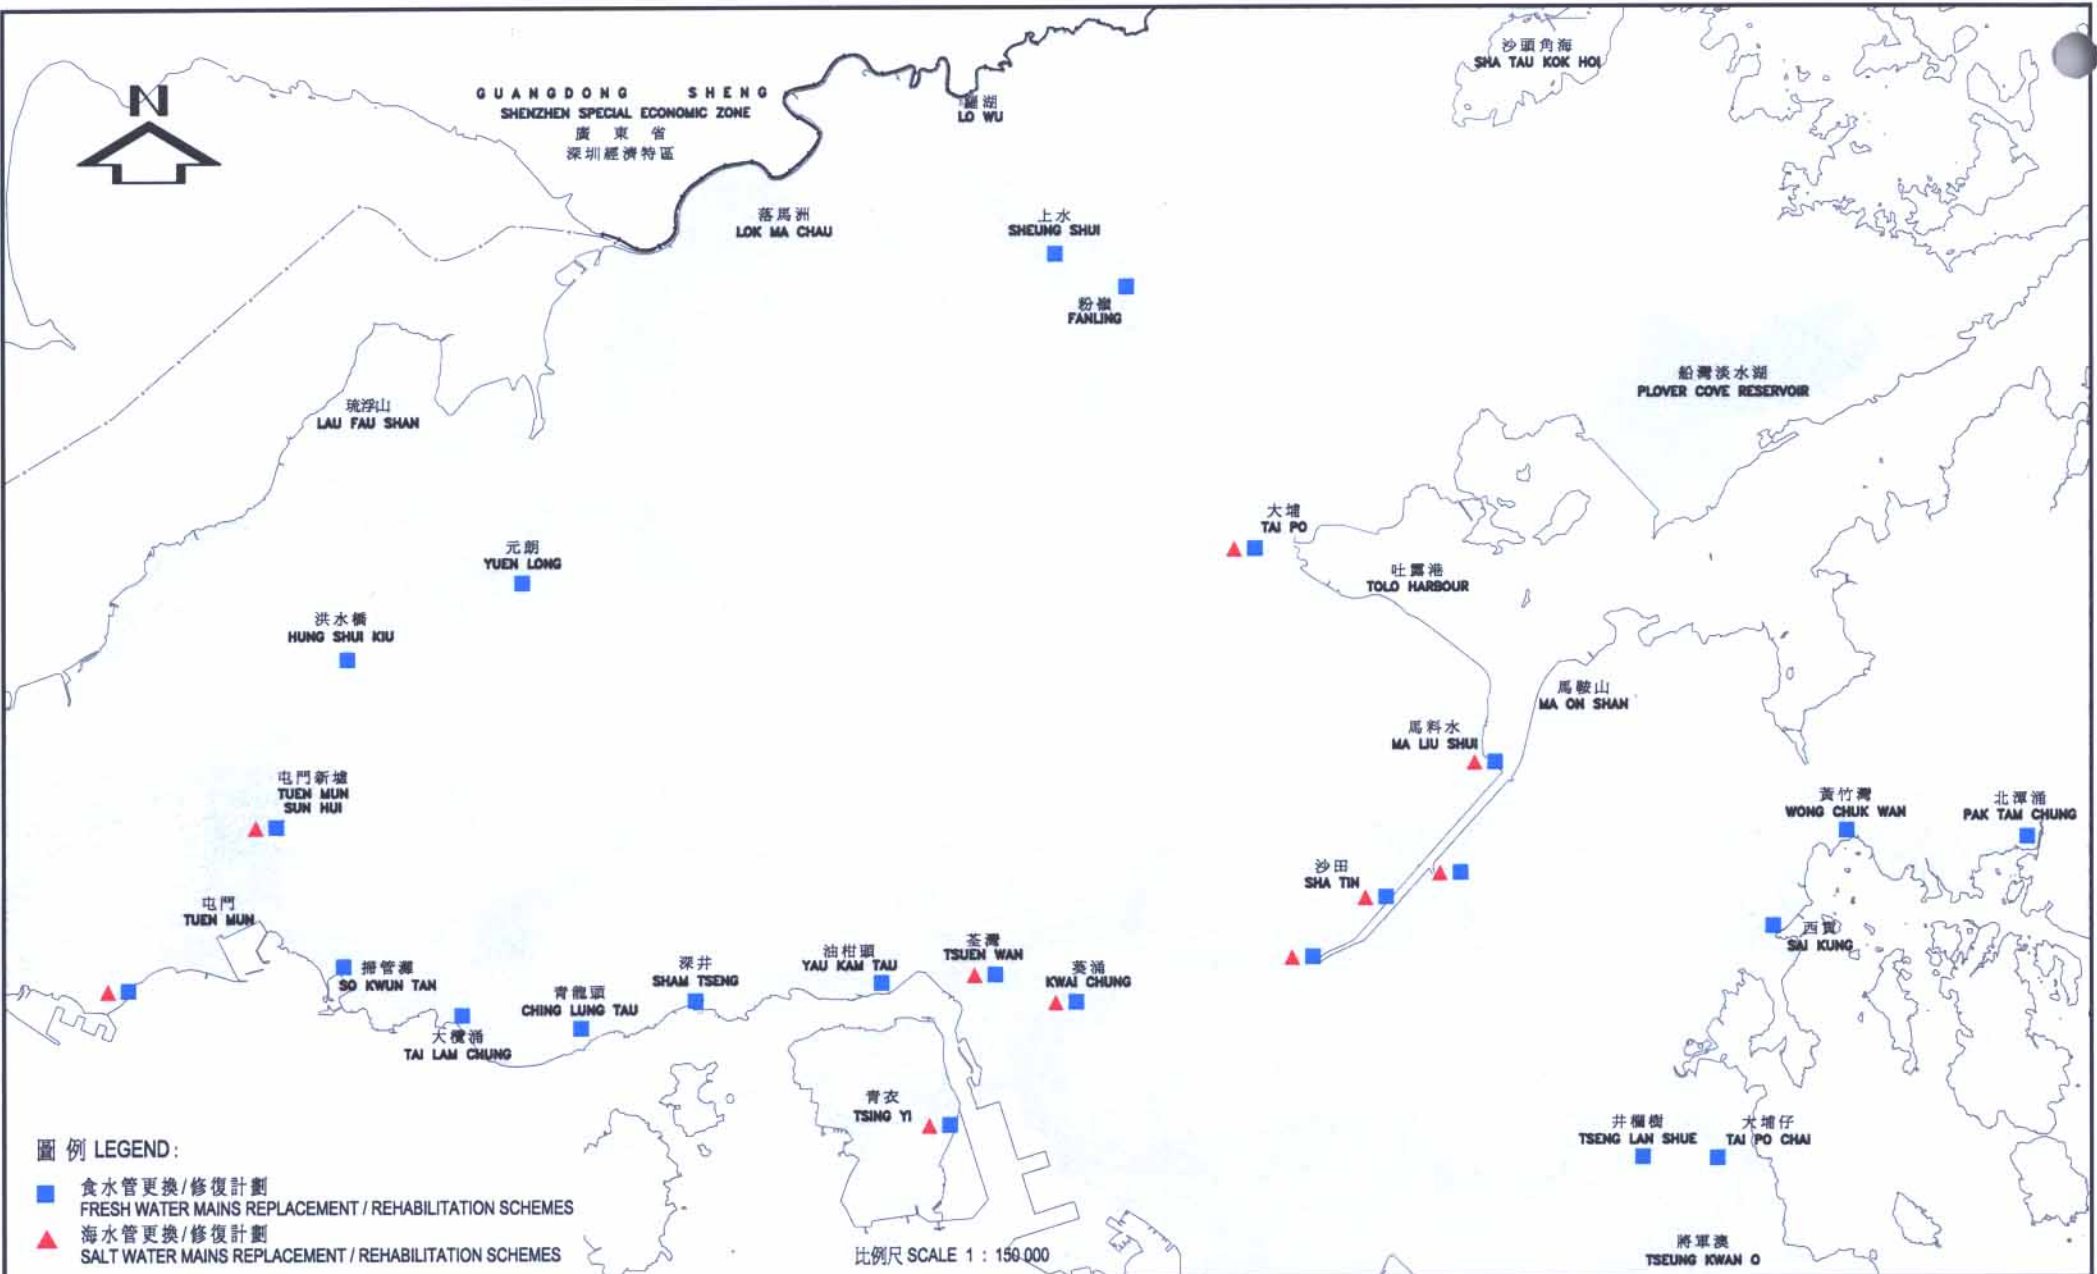 N
GUANGDONG SHENG
SHENZHEN SPECIAL ECONOMIC ZONE
廣東省
深圳經濟特區
羅湖
LO WU
沙頭角海
SHA TAU KOK HOI
落馬洲
LOK MA CHAU
上水
SHEUNG SHUI
粉嶺
FANLING
船灣淡水湖
PLOVER COVE RESERVOIR
琉浮山
LAU FAU SHAN
大埔
TAI PO
元朗
YUEN LONG
吐露港
TOLO HARBOUR
洪水橋
HUNG SHUI KIU
馬鞍山
MA ON SHAN
馬料水
MA LIU SHUI
屯門新墟
TUEN MUN
SUN HUI
黃竹灣
WONG CHUK WAN
北潭涌
PAK TAM CHUNG
沙田
SHA TIN
屯門
TUEN MUN
西貢
SAI KUNG
掃管灘
SO KWUN TAN
青龍頭
CHING LUNG TAU
深井
SHAM TSENG
油柑頭
YAU KAM TAU
荃灣
TSUEN WAN
葵涌
KWAI CHUNG
大欖涌
TAI LAM CHUNG
青衣
TSING YI
井欄樹
TSENG LAN SHUE
大埔仔
TAI PO CHAI
將軍澳
TSEUNG KWAN O
圖例 LEGEND:
食水管更換/修復計劃
FRESH WATER MAINS REPLACEMENT / REHABILITATION SCHEMES
海水管更換/修復計劃
SALT WATER MAINS REPLACEMENT / REHABILITATION SCHEMES
比例尺 SCALE 1 : 150 000